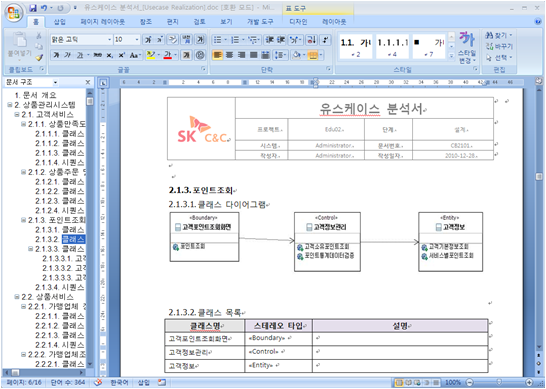 유스케이스 분석서_(Usecase Realization).doc [호환 모드] - Mi...
표 도구
홈 삽입 페이지 레이아웃 참조 편지 검토 보기 개발 도구 디자인 레이아웃
맑은 고딕 10
붙여넣기
클립보드 글꼴 단락 스타일 편집
스타일 변경
찾기
바꾸기
선택
문서 구조
1. 문서 개요
2. 상품관리시스템
2.1. 고객서비스
2.1.1. 상품만족도
2.1.1.1. 클래스
2.1.1.2. 클래스
2.1.1.3. 클래스
2.1.1.4. 시퀀스
2.1.2. 상품주문
2.1.2.1. 클래스
2.1.2.2. 클래스
2.1.2.3. 클래스
2.1.2.4. 시퀀스
2.1.3. 포인트조회
2.1.3.1. 클래스
2.1.3.2. 클래스
2.1.3.3. 클래스
2.1.3.3.1. 고객
2.1.3.3.2. 고객
2.1.3.3.3. 고객
2.1.3.4. 시퀀스
2.2. 상품서비스
2.2.1. 가맹업체
2.2.1.1. 클래스
2.2.1.2. 클래스
2.2.1.3. 클래스
2.2.1.4. 시퀀스
2.2.2. 가맹업체조
2.2.2.1. 클래스
SK C&C
유스케이스 분석서
프로젝트 Edu02 단계 설계
시스템 Administrator 문서번호 CB2101
작성자 Administrator 작성일자 2010-12-28
2.1.3.포인트조회
2.1.3.1.클래스 다이어그램
«Boundary» «Control» «Entity»
고객포인트조회화면 고객정보관리 고객정보
포인트조회 고객소유포인트조회 고객기본정보조회
포인트통계데이터검증 서비스별포인트조회
2.1.3.2.클래스 목록
클래스명 스테레오 타입 설명
고객포인트조회화면 «Boundary»
고객정보관리 «Control»
고객정보 «Entity»
페이지: 6/16 단어 수: 364 한국어 삽입 100%